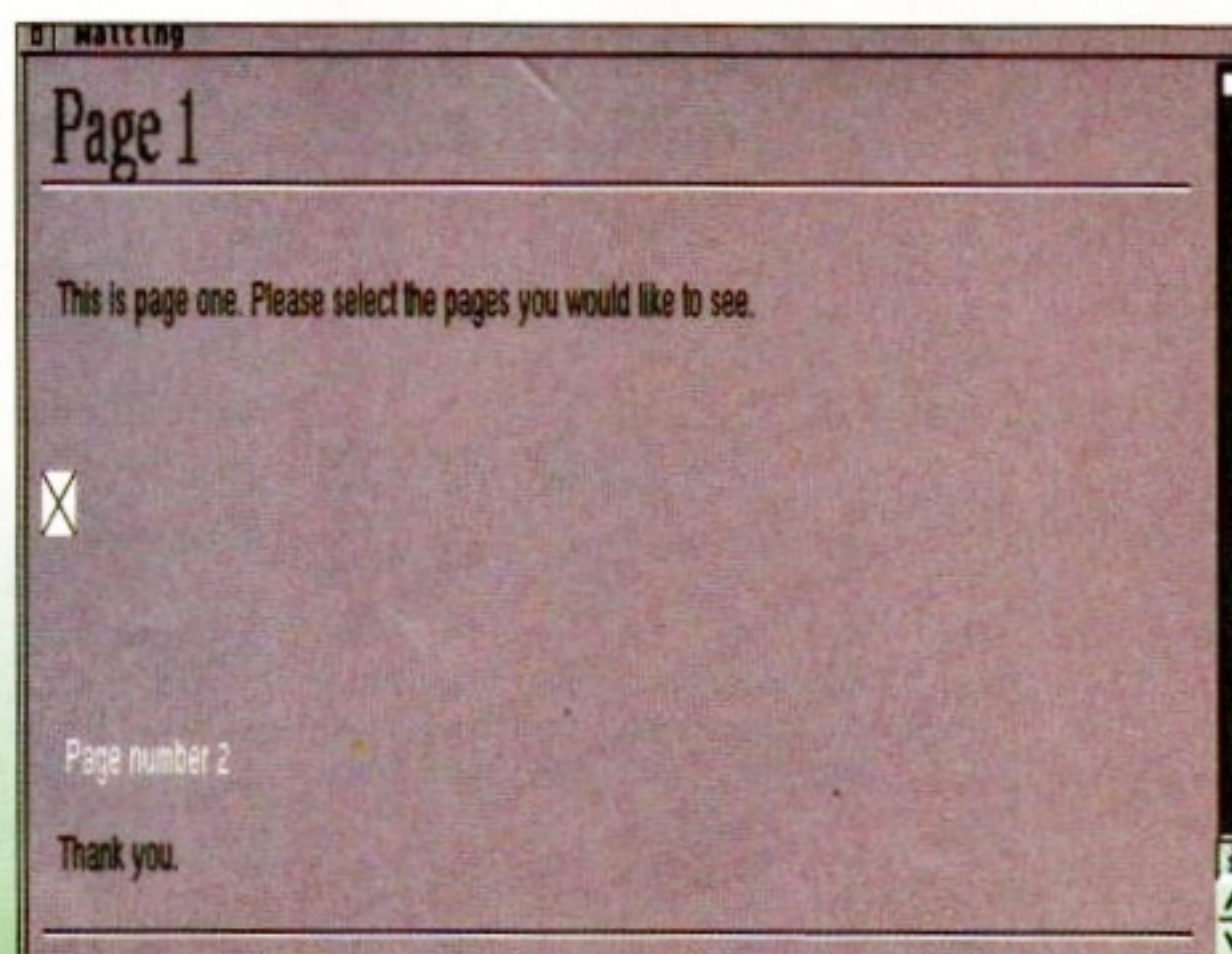 Waiting
Page 1
This is page one. Please select the pages you would like to see.
Page number 2
Thank you.